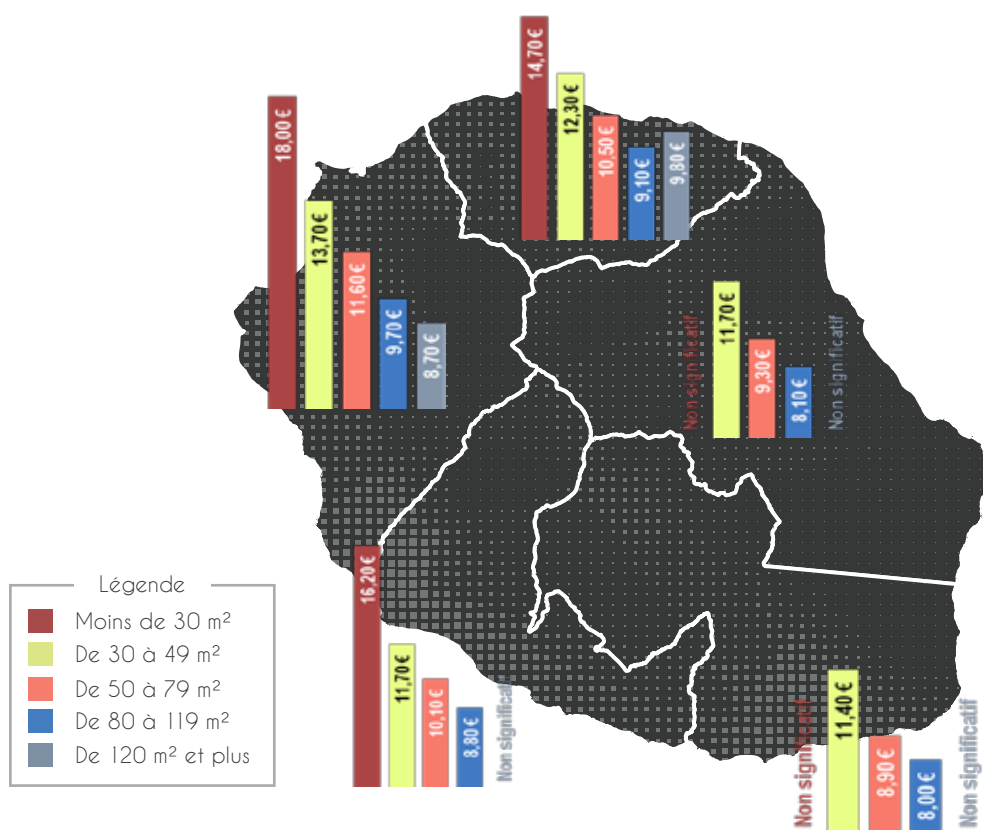 14,70 €
12,30 €
10,50 €
9,10 €
9,80 €
18,00 €
13,70 €
11,60 €
9,70 €
8,70 €
Non significatif
11,70 €
9,30 €
8,10 €
Non significatif
16,20 €
11,70 €
10,10 €
8,80 €
Non significatif
Non significatif
11,40 €
8,90 €
8,00 €
Non significatif
Légende
Moins de 30 m²
De 30 à 49 m²
De 50 à 79 m²
De 80 à 119 m²
De 120 m² et plus